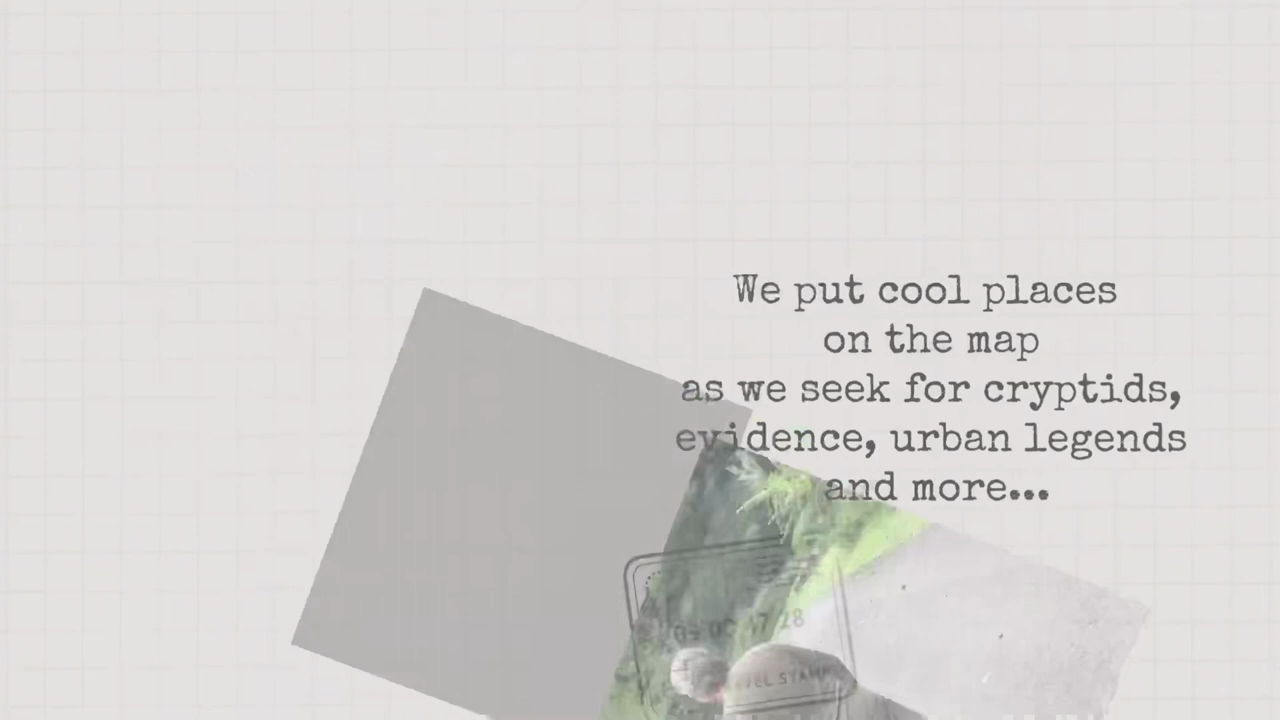 We put cool places
on the map
as we seek for cryptids,
evidence, urban legends
and more...